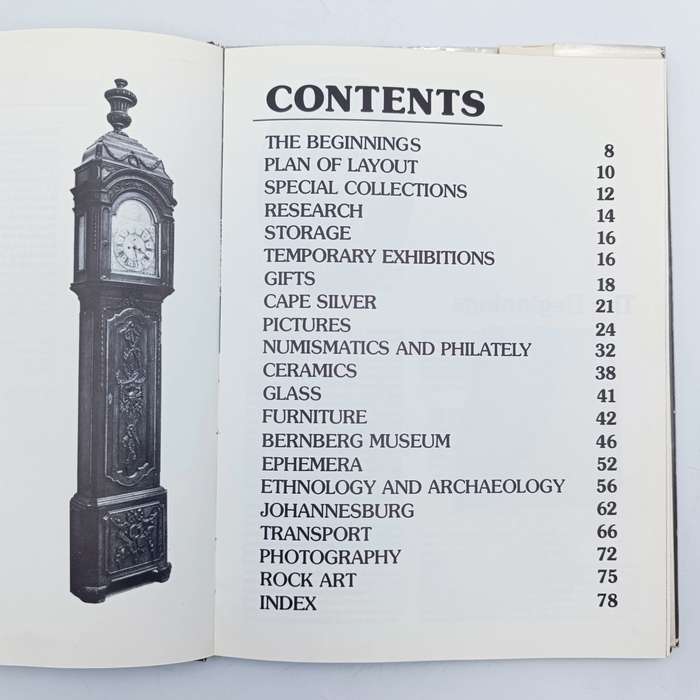 CONTENTS
THE BEGINNINGS 8
PLAN OF LAYOUT 10
SPECIAL COLLECTIONS 12
RESEARCH 14
STORAGE 16
TEMPORARY EXHIBITIONS 16
GIFTS 18
CAPE SILVER 21
PICTURES 24
NUMISMATICS AND PHILATELY 32
CERAMICS 38
GLASS 41
FURNITURE 42
BERNBERG MUSEUM 46
EPHEMERA 52
ETHNOLOGY AND ARCHAEOLOGY 56
JOHANNESBURG 62
TRANSPORT 66
PHOTOGRAPHY 72
ROCK ART 75
INDEX 78